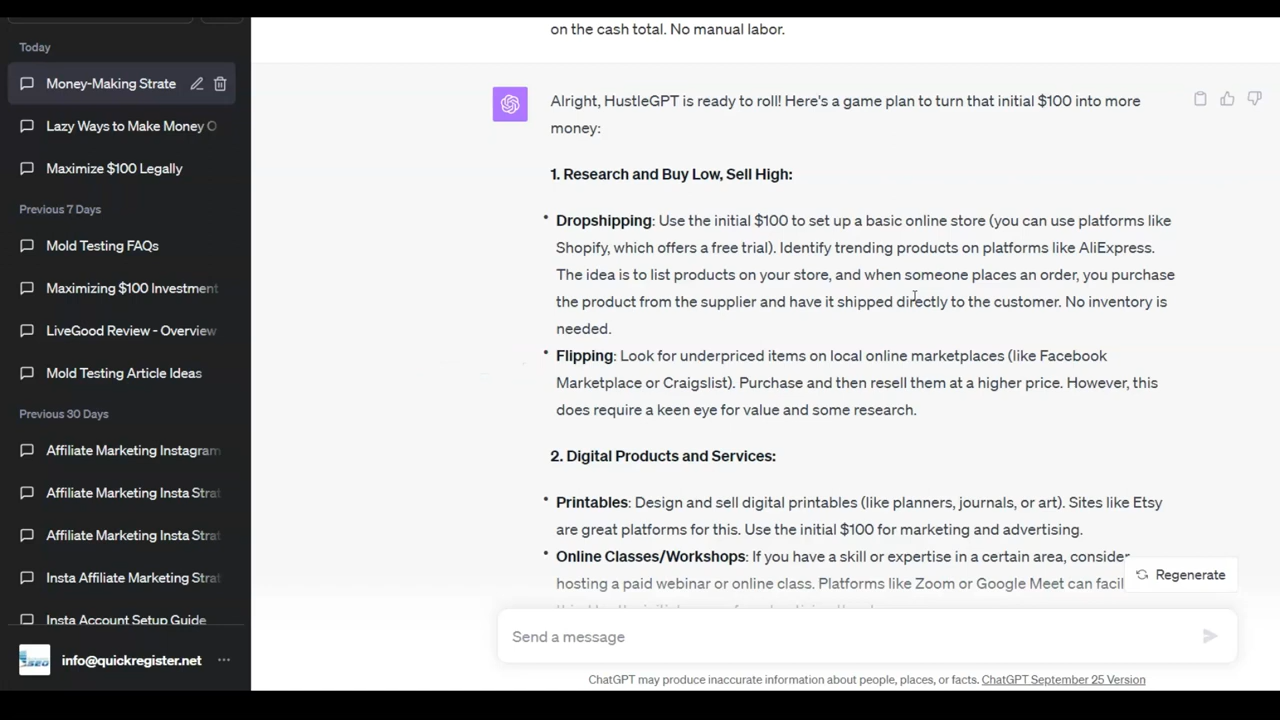 Today
Money-Making Strate
Lazy Ways to Make Money O
Maximize $100 Legally
Previous 7 Days
Mold Testing FAQs
Maximizing $100 Investment
LiveGood Review - Overview
Mold Testing Article Ideas
Previous 30 Days
Affiliate Marketing Instagram
Affiliate Marketing Insta Strat
Affiliate Marketing Insta Strat
Insta Affiliate Marketing Strat
Insta Account Setup Guide
info@quickregister.net
on the cash total. No manual labor.
Alright, HustleGPT is ready to roll! Here's a game plan to turn that initial $100 into more
money:
1. Research and Buy Low, Sell High:
• Dropshipping: Use the initial $100 to set up a basic online store (you can use platforms like
Shopify, which offers a free trial). Identify trending products on platforms like AliExpress.
The idea is to list products on your store, and when someone places an order, you purchase
the product from the supplier and have it shipped directly to the customer. No inventory is
needed.
• Flipping: Look for underpriced items on local online marketplaces (like Facebook
Marketplace or Craigslist). Purchase and then resell them at a higher price. However, this
does require a keen eye for value and some research.
2. Digital Products and Services:
• Printables: Design and sell digital printables (like planners, journals, or art). Sites like Etsy
are great platforms for this. Use the initial $100 for marketing and advertising.
• Online Classes/Workshops: If you have a skill or expertise in a certain area, consider
hosting a paid webinar or online class. Platforms like Zoom or Google Meet can facil
Regenerate
Send a message
ChatGPT may produce inaccurate information about people, places, or facts. ChatGPT September 25 Version